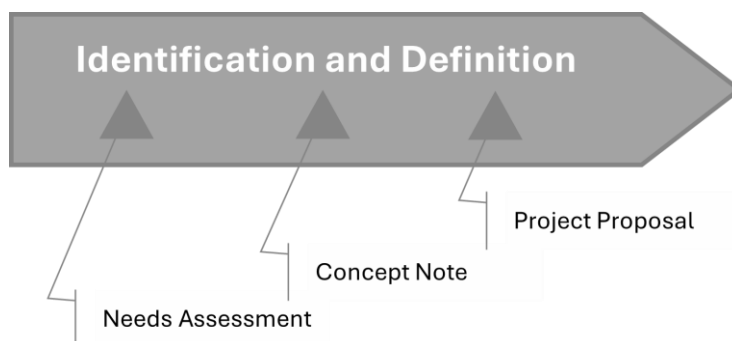 Identification and Definition
Project Proposal
Concept Note
Needs Assessment